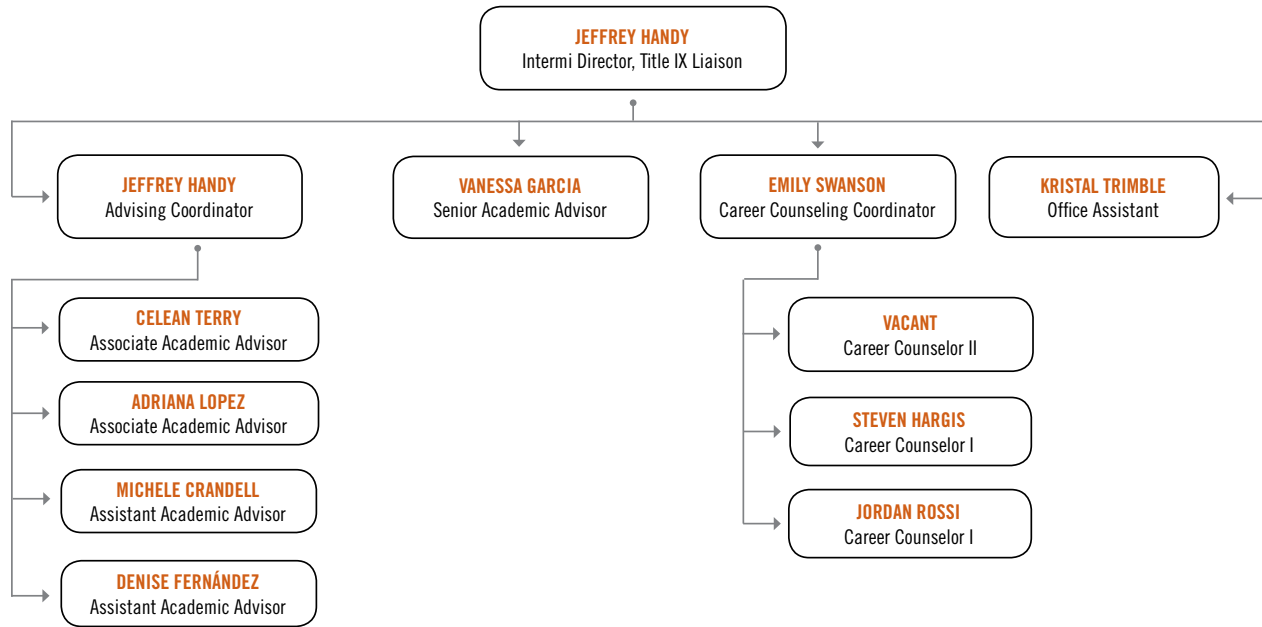 JEFFREY HANDY
Intermi Director, Title IX Liaison
JEFFREY HANDY
Advising Coordinator
VANESSA GARCIA
Senior Academic Advisor
EMILY SWANSON
Career Counseling Coordinator
KRISTAL TRIMBLE
Office Assistant
CELEAN TERRY
Associate Academic Advisor
ADRIANA LOPEZ
Associate Academic Advisor
MICHELE CRANDELL
Assistant Academic Advisor
DENISE FERNÁNDEZ
Assistant Academic Advisor
VACANT
Career Counselor II
STEVEN HARGIS
Career Counselor I
JORDAN ROSSI
Career Counselor I